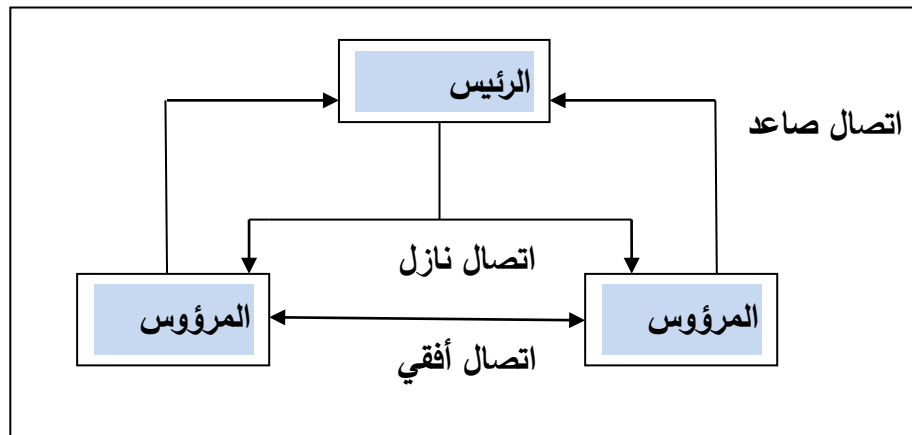 الرئيس
اتصال صاعد
اتصال نازل
المرؤوس
المرؤوس
اتصال أفقي